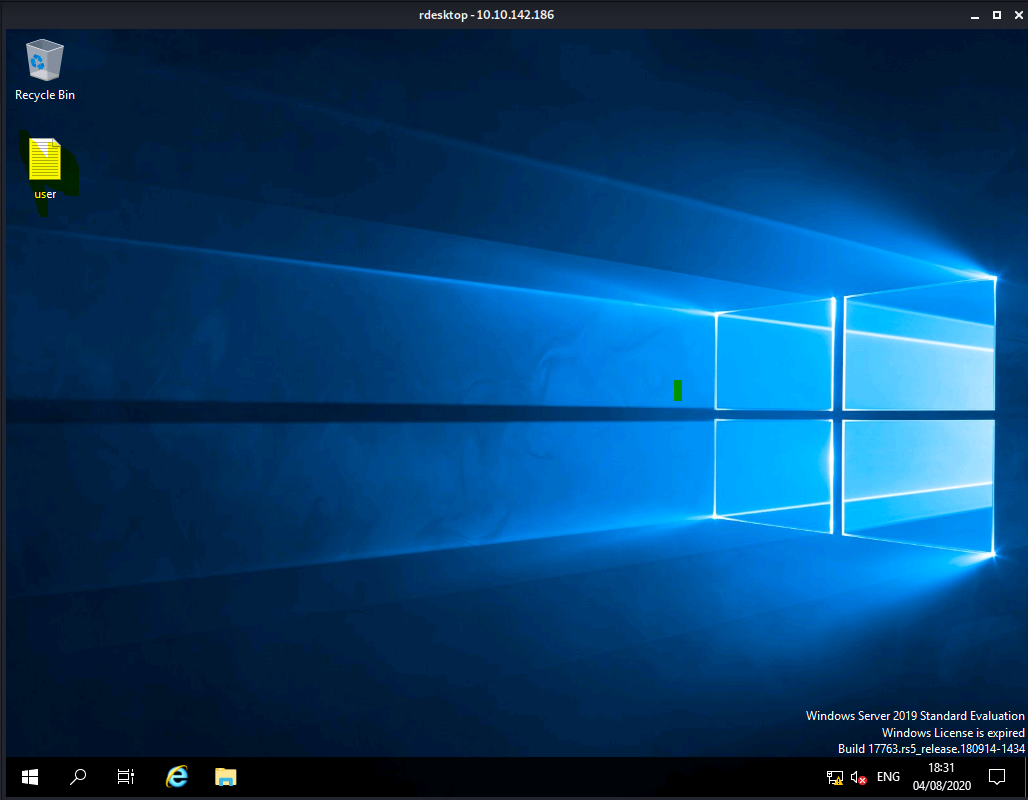 rdesktop - 10.10.142.186
Recycle Bin
user
Windows Server 2019 Standard Evaluation
Windows License is expired
Build 17763.rs5_release.180914-1434
ENG
18:31
04/08/2020